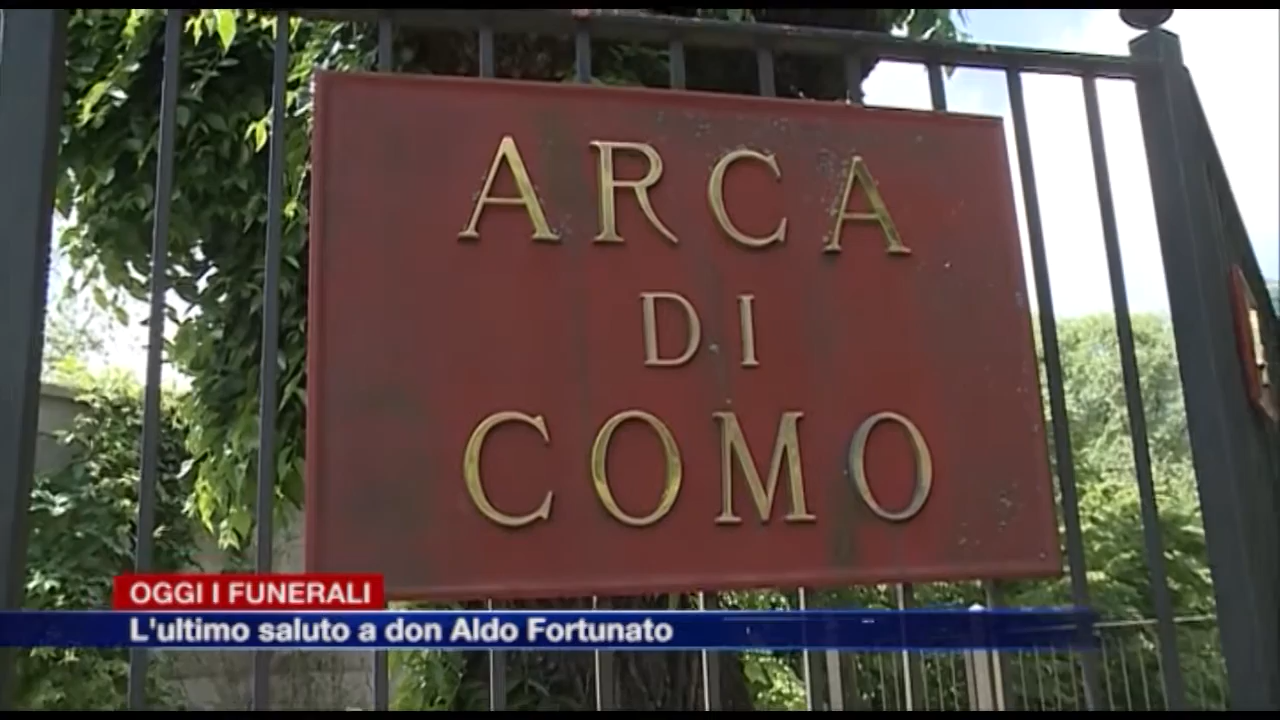 ARCA
DI
COMO
OGGI I FUNERALI
L'ultimo saluto a don Aldo Fortunato